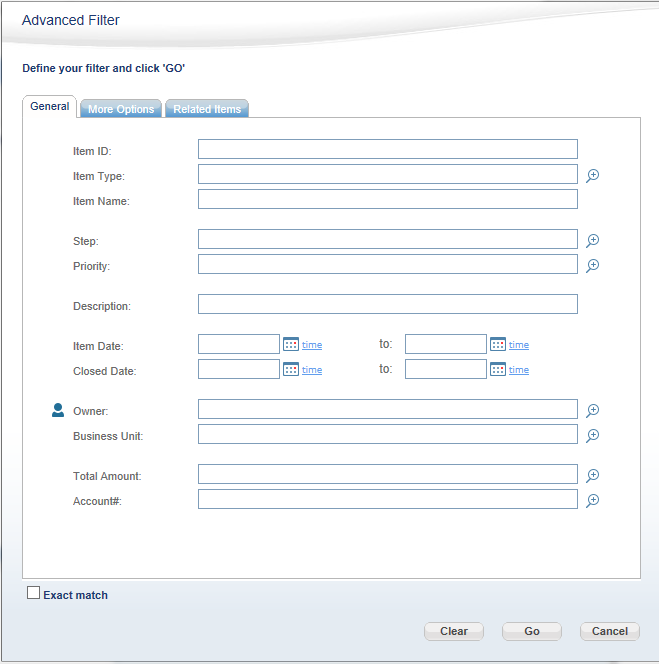 Advanced Filter
Define your filter and click 'GO'
General More Options Related Items
Item ID:
Item Type:
Item Name:
Step:
Priority:
Description:
Item Date: time to: time
Closed Date: time to: time
Owner:
Business Unit:
Total Amount:
Account#:
Exact match
Clear Go Cancel